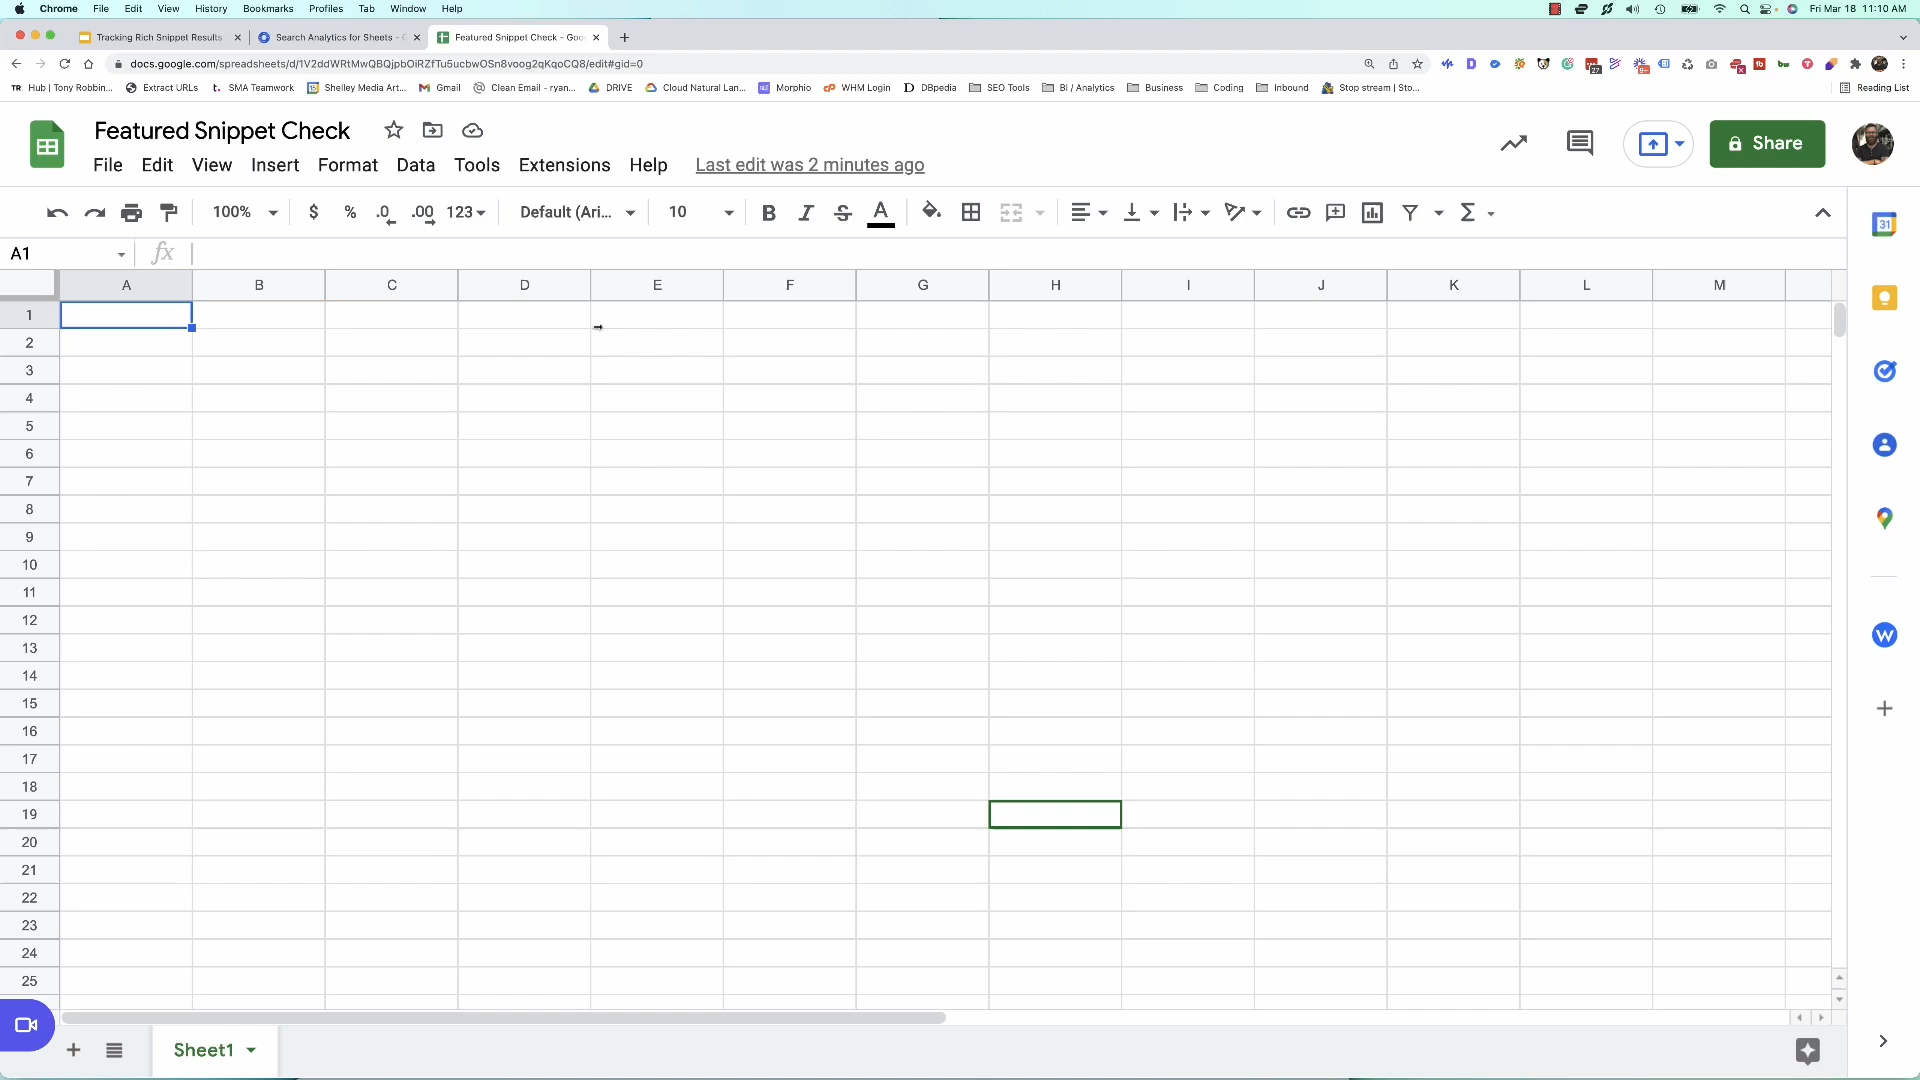 Chrome File Edit View History Bookmarks Profiles Tab Window Help Fri Mar 18 11:10 AM
Tracking Rich Snippet Results Search Analytics for Sheets - Featured Snippet Check - Goo
docs.google.com/spreadsheets/d/1V2ddWRtMwQBQjpbOiRZfTu5ucbwOSn8voog2qKqoCQ8/edit#gid=0
TR Hub | Tony Robbin... Extract URLs t. SMA Teamwork Shelley Media Art... Gmail Clean Email - ryan... DRIVE Cloud Natural Lan... Morphio WHM Login DBpedia SEO Tools BI / Analytics Business Coding Inbound Stop stream | Sto... Reading List
Featured Snippet Check
File Edit View Insert Format Data Tools Extensions Help Last edit was 2 minutes ago
Share
100% $ % .0 .00 123 Default (Ari... 10 B I S A Σ
A1 fx
A B C D E F G H I J K L M
1
2
3
4
5
6
7
8
9
10
11
12
13
14
15
16
17
18
19
20
21
22
23
24
25
Sheet1
31
W